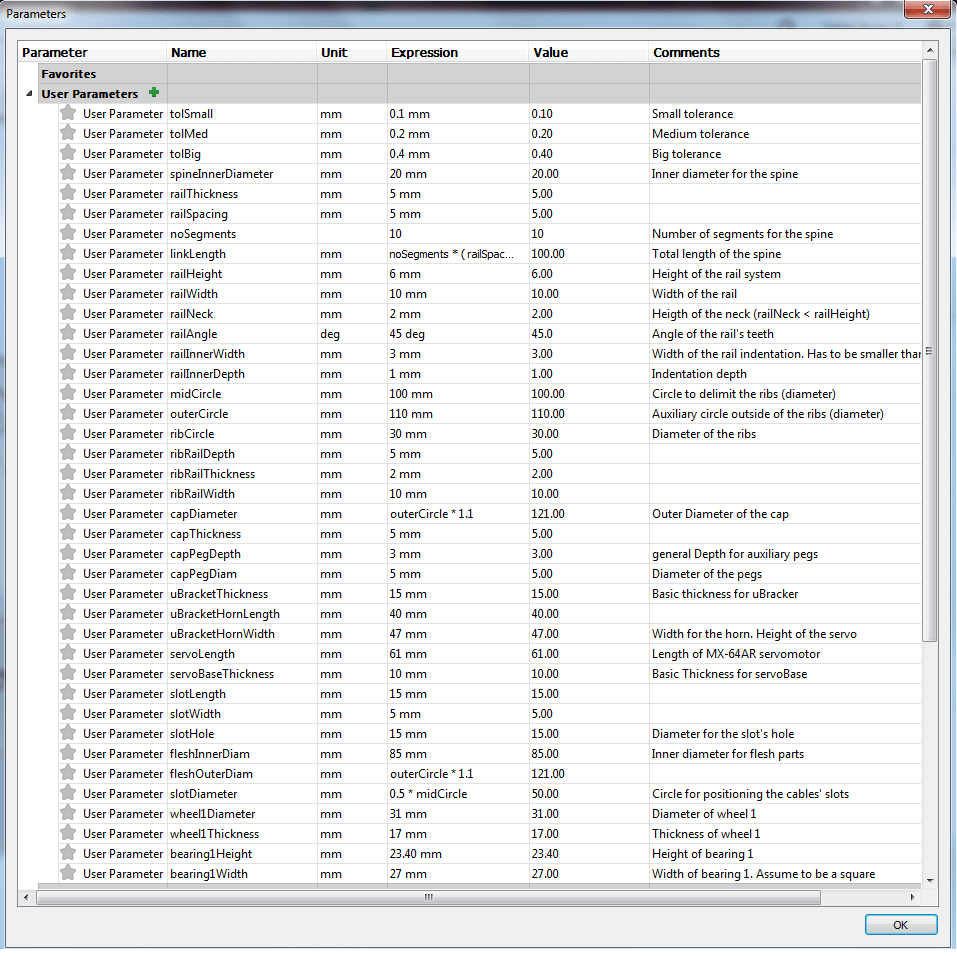 Parameters
Parameter Name Unit Expression Value Comments
Favorites
User Parameters
User Parameter tolSmall mm 0.1 mm 0.10 Small tolerance
User Parameter tolMed mm 0.2 mm 0.20 Medium tolerance
User Parameter tolBig mm 0.4 mm 0.40 Big tolerance
User Parameter spineInnerDiameter mm 20 mm 20.00 Inner diameter for the spine
User Parameter railThickness mm 5 mm 5.00
User Parameter railSpacing mm 5 mm 5.00
User Parameter noSegments 10 10 Number of segments for the spine
User Parameter linkLength mm noSegments * ( railSpac... 100.00 Total length of the spine
User Parameter railHeight mm 6 mm 6.00 Height of the rail system
User Parameter railWidth mm 10 mm 10.00 Width of the rail
User Parameter railNeck mm 2 mm 2.00 Heigth of the neck (railNeck < railHeight)
User Parameter railAngle deg 45 deg 45.0 Angle of the rail's teeth
User Parameter railInnerWidth mm 3 mm 3.00 Width of the rail indentation. Has to be smaller than
User Parameter railInnerDepth mm 1 mm 1.00 Indentation depth
User Parameter midCircle mm 100 mm 100.00 Circle to delimit the ribs (diameter)
User Parameter outerCircle mm 110 mm 110.00 Auxiliary circle outside of the ribs (diameter)
User Parameter ribCircle mm 30 mm 30.00 Diameter of the ribs
User Parameter ribRailDepth mm 5 mm 5.00
User Parameter ribRailThickness mm 2 mm 2.00
User Parameter ribRailWidth mm 10 mm 10.00
User Parameter capDiameter mm outerCircle * 1.1 121.00 Outer Diameter of the cap
User Parameter capThickness mm 5 mm 5.00
User Parameter capPegDepth mm 3 mm 3.00 general Depth for auxiliary pegs
User Parameter capPegDiam mm 5 mm 5.00 Diameter of the pegs
User Parameter uBracketThickness mm 15 mm 15.00 Basic thickness for uBracker
User Parameter uBracketHornLength mm 40 mm 40.00
User Parameter uBracketHornWidth mm 47 mm 47.00 Width for the horn. Height of the servo
User Parameter servoLength mm 61 mm 61.00 Length of MX-64AR servomotor
User Parameter servoBaseThickness mm 10 mm 10.00 Basic Thickness for servoBase
User Parameter slotLength mm 15 mm 15.00
User Parameter slotWidth mm 5 mm 5.00
User Parameter slotHole mm 15 mm 15.00 Diameter for the slot's hole
User Parameter fleshInnerDiam mm 85 mm 85.00 Inner diameter for flesh parts
User Parameter fleshOuterDiam mm outerCircle * 1.1 121.00
User Parameter slotDiameter mm 0.5 * midCircle 50.00 Circle for positioning the cables' slots
User Parameter wheel1Diameter mm 31 mm 31.00 Diameter of wheel 1
User Parameter wheel1Thickness mm 17 mm 17.00 Thickness of wheel 1
User Parameter bearing1Height mm 23.40 mm 23.40 Height of bearing 1
User Parameter bearing1Width mm 27 mm 27.00 Width of bearing 1. Assume to be a square
OK